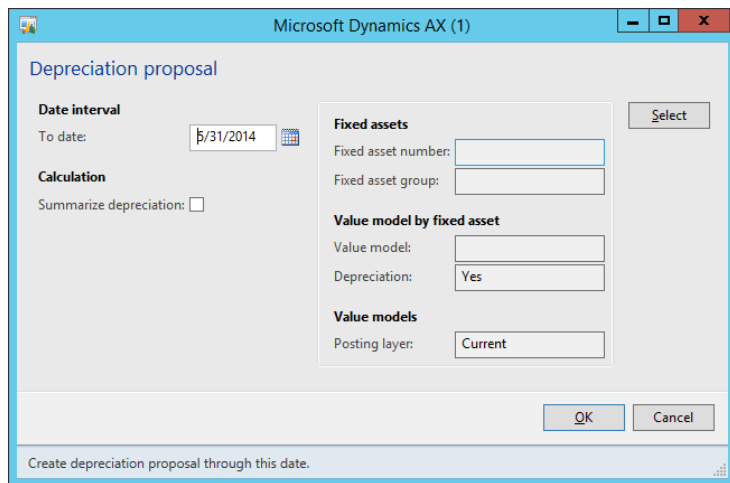 Microsoft Dynamics AX (1)
Depreciation proposal
Date interval
To date: 5/31/2014
Calculation
Summarize depreciation:
Fixed assets
Fixed asset number:
Fixed asset group:
Value model by fixed asset
Value model:
Depreciation: Yes
Value models
Posting layer: Current
Select
OK
Cancel
Create depreciation proposal through this date.